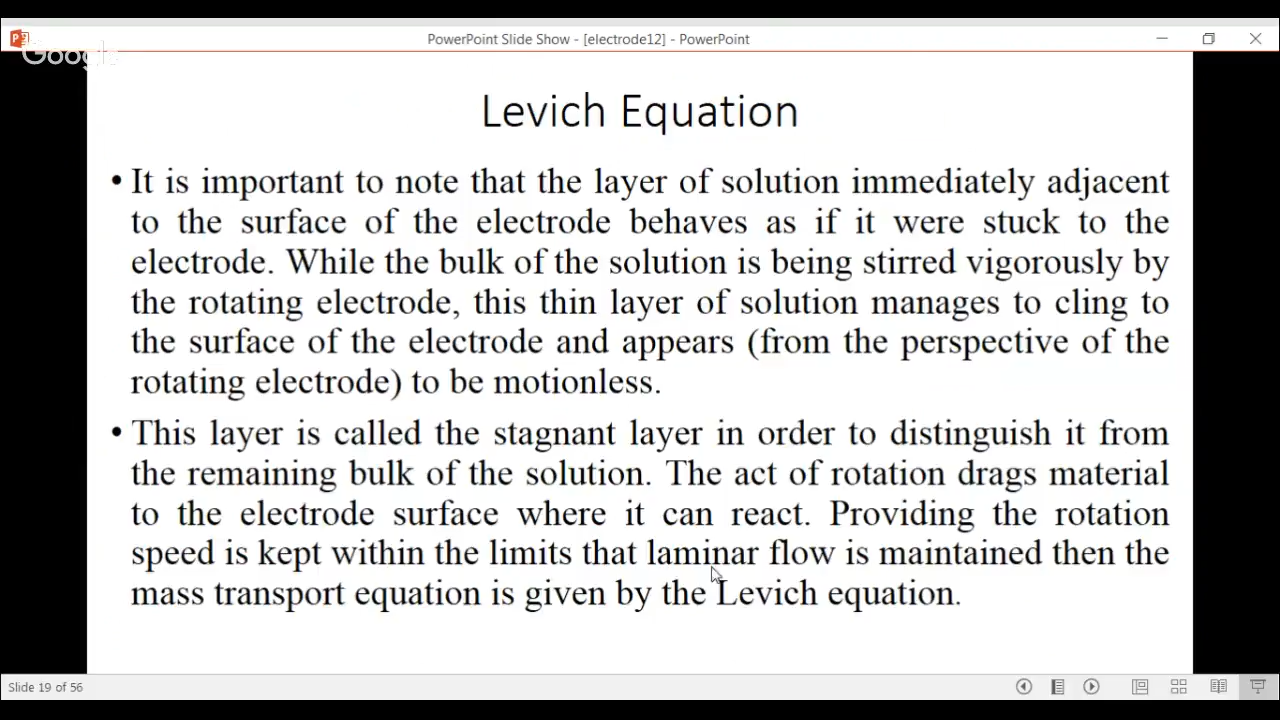 PowerPoint Slide Show - [electrode12] - PowerPoint
Google
Levich Equation
• It is important to note that the layer of solution immediately adjacent
to the surface of the electrode behaves as if it were stuck to the
electrode. While the bulk of the solution is being stirred vigorously by
the rotating electrode, this thin layer of solution manages to cling to
the surface of the electrode and appears (from the perspective of the
rotating electrode) to be motionless.
• This layer is called the stagnant layer in order to distinguish it from
the remaining bulk of the solution. The act of rotation drags material
to the electrode surface where it can react. Providing the rotation
speed is kept within the limits that laminar flow is maintained then the
mass transport equation is given by the Levich equation.
Slide 19 of 56